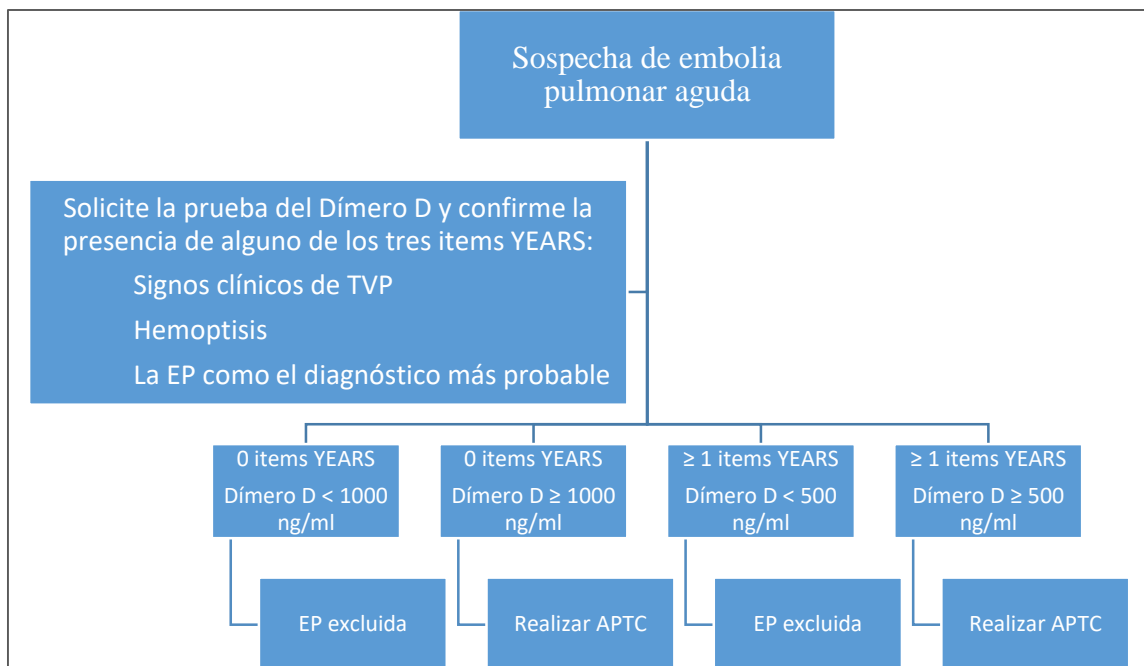 Sospecha de embolia
pulmonar aguda
Solicite la prueba del Dímero D y confirme la
presencia de alguno de los tres items YEARS:
Signos clínicos de TVP
Hemoptisis
La EP como el diagnóstico más probable
0 items YEARS
Dímero D < 1000
ng/ml
0 items YEARS
Dímero D ≥ 1000
ng/ml
≥ 1 items YEARS
Dímero D < 500
ng/ml
≥ 1 items YEARS
Dímero D ≥ 500
ng/ml
EP excluida
Realizar APTC
EP excluida
Realizar APTC